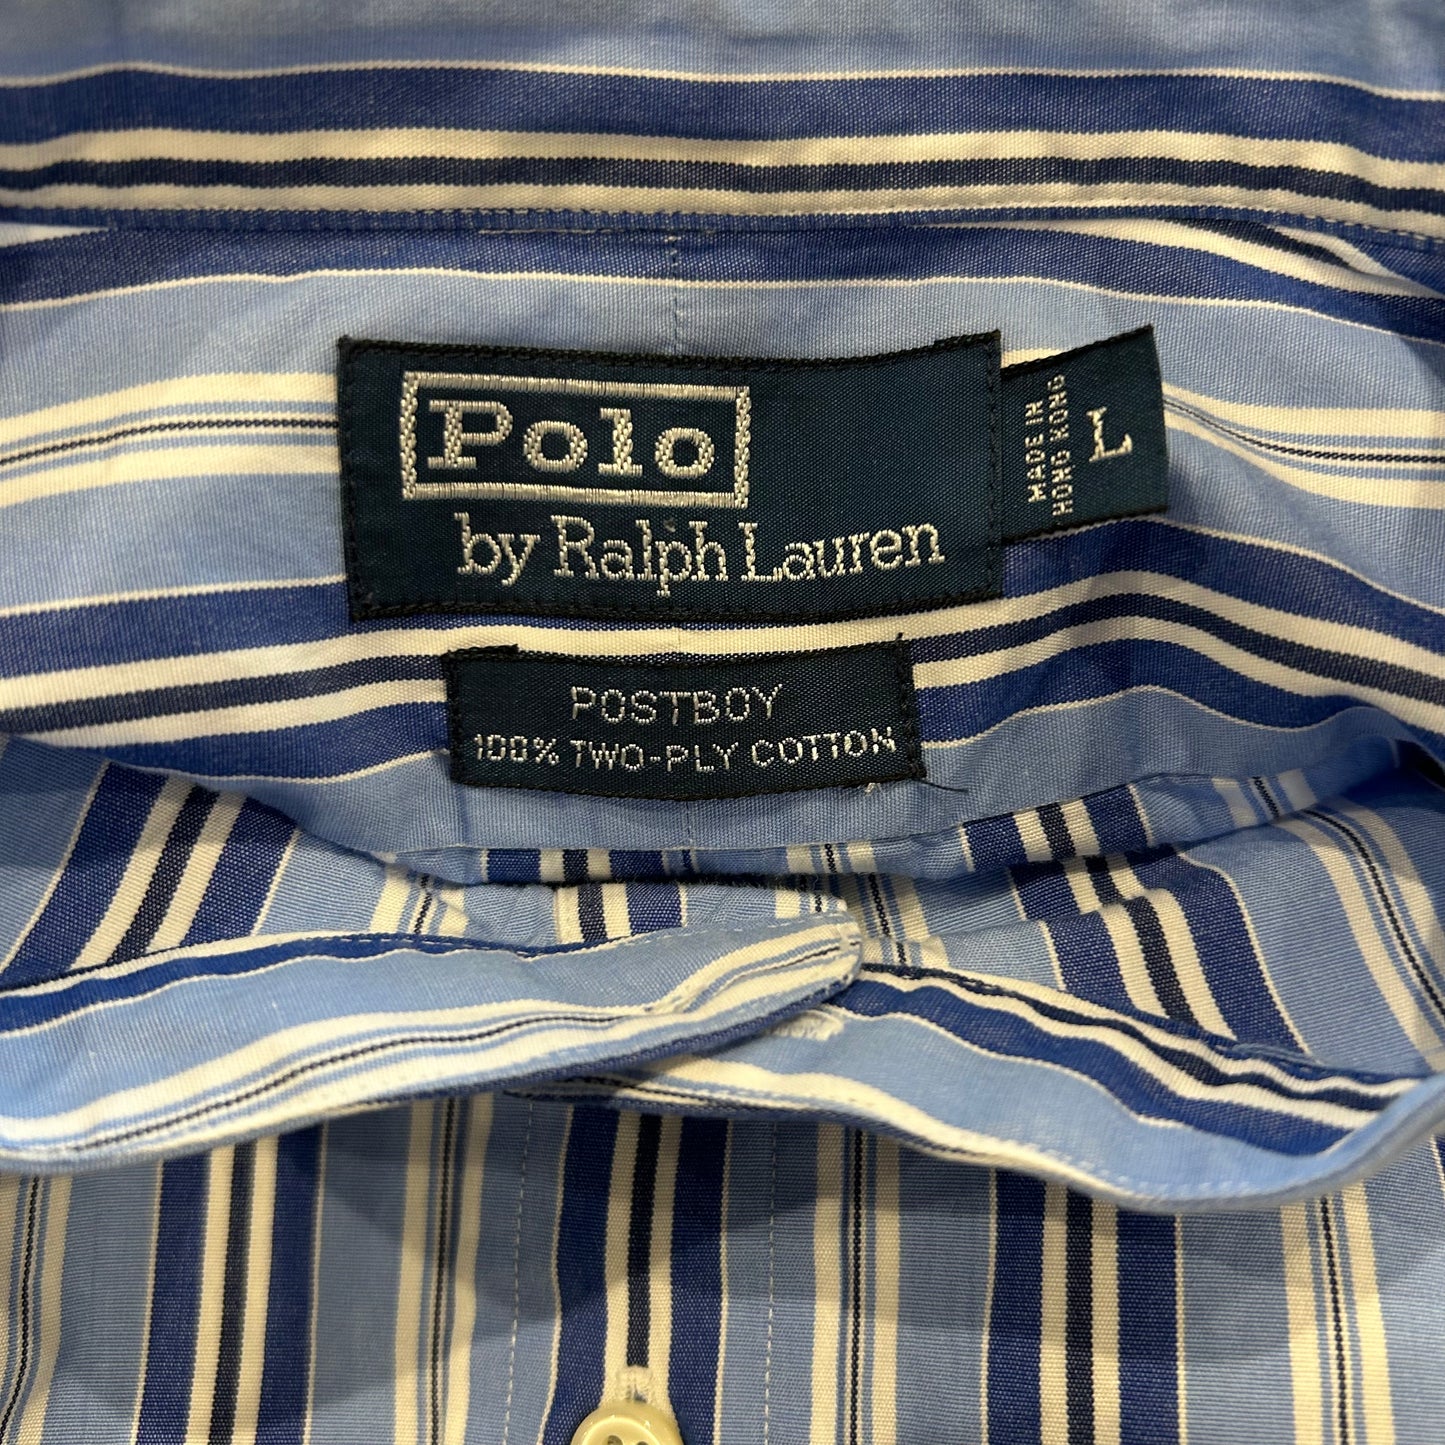 Polo
by Ralph Lauren
MADE IN
HONG KONG
L
POSTBOY
100% TWO-PLY COTTON